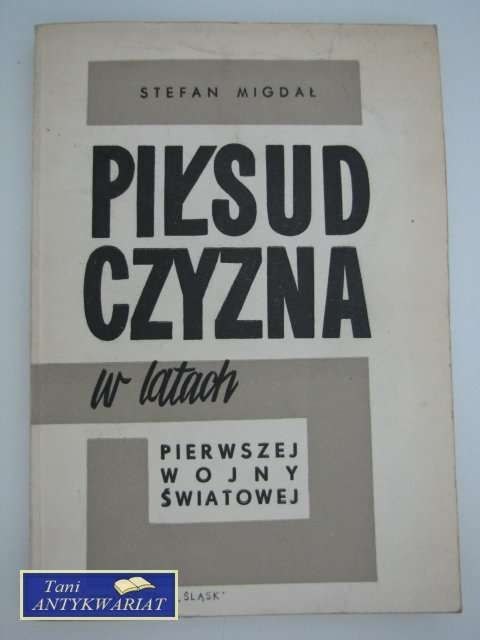 STEFAN MIGDAŁ
PIŁSUD
CZYZNA
w latach
PIERWSZEJ
WOJNY
ŚWIATOWEJ
„ŚLĄSK"
Tani
ANTYKWARIAT